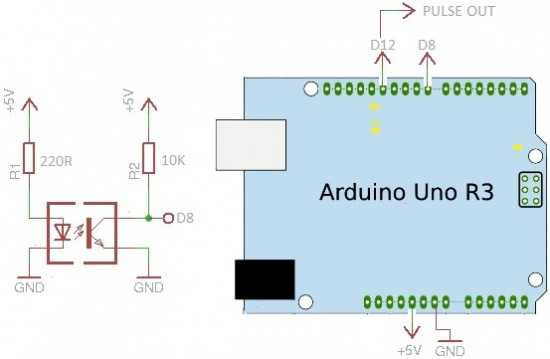 PULSE OUT
D12 D8
+5V +5V
R1 220R R2 10K
D8
Arduino Uno R3
GND GND
+5V GND